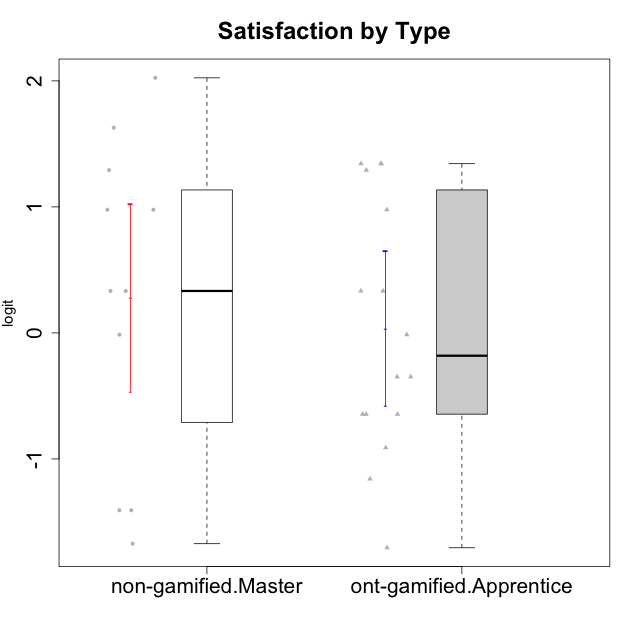 Satisfaction by Type
2
1
0
-1
logit
non-gamified.Master
ont-gamified.Apprentice